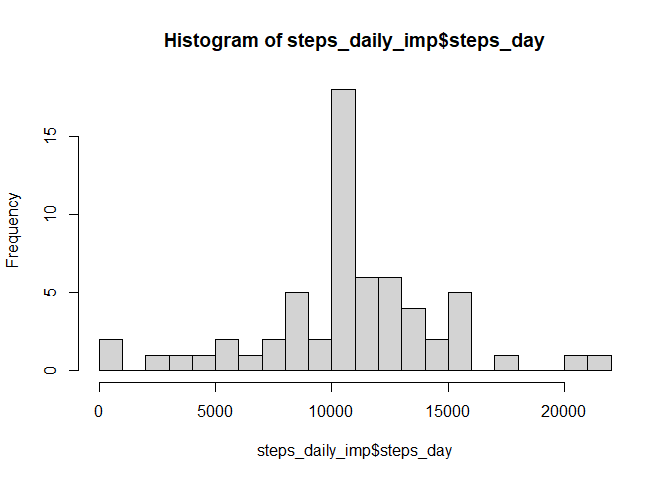 Histogram of steps_daily_imp$steps_day
Frequency
15
10
5
0
0 5000 10000 15000 20000
steps_daily_imp$steps_day